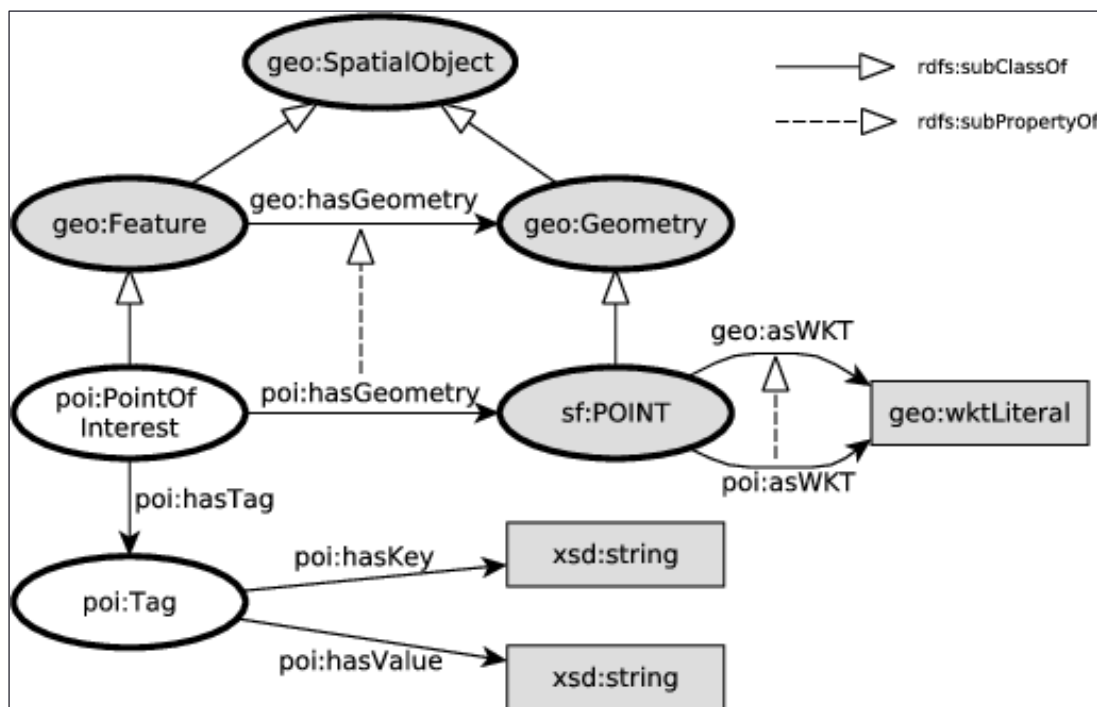 geo:SpatialObject
rdfs:subClassOf
rdfs:subPropertyOf
geo:hasGeometry
geo:Feature
geo:Geometry
geo:asWKT
poi:PointOf
Interest
poi:hasGeometry
sf:POINT
geo:wktLiteral
poi:asWKT
poi:hasTag
poi:hasKey
xsd:string
poi:Tag
poi:hasValue
xsd:string